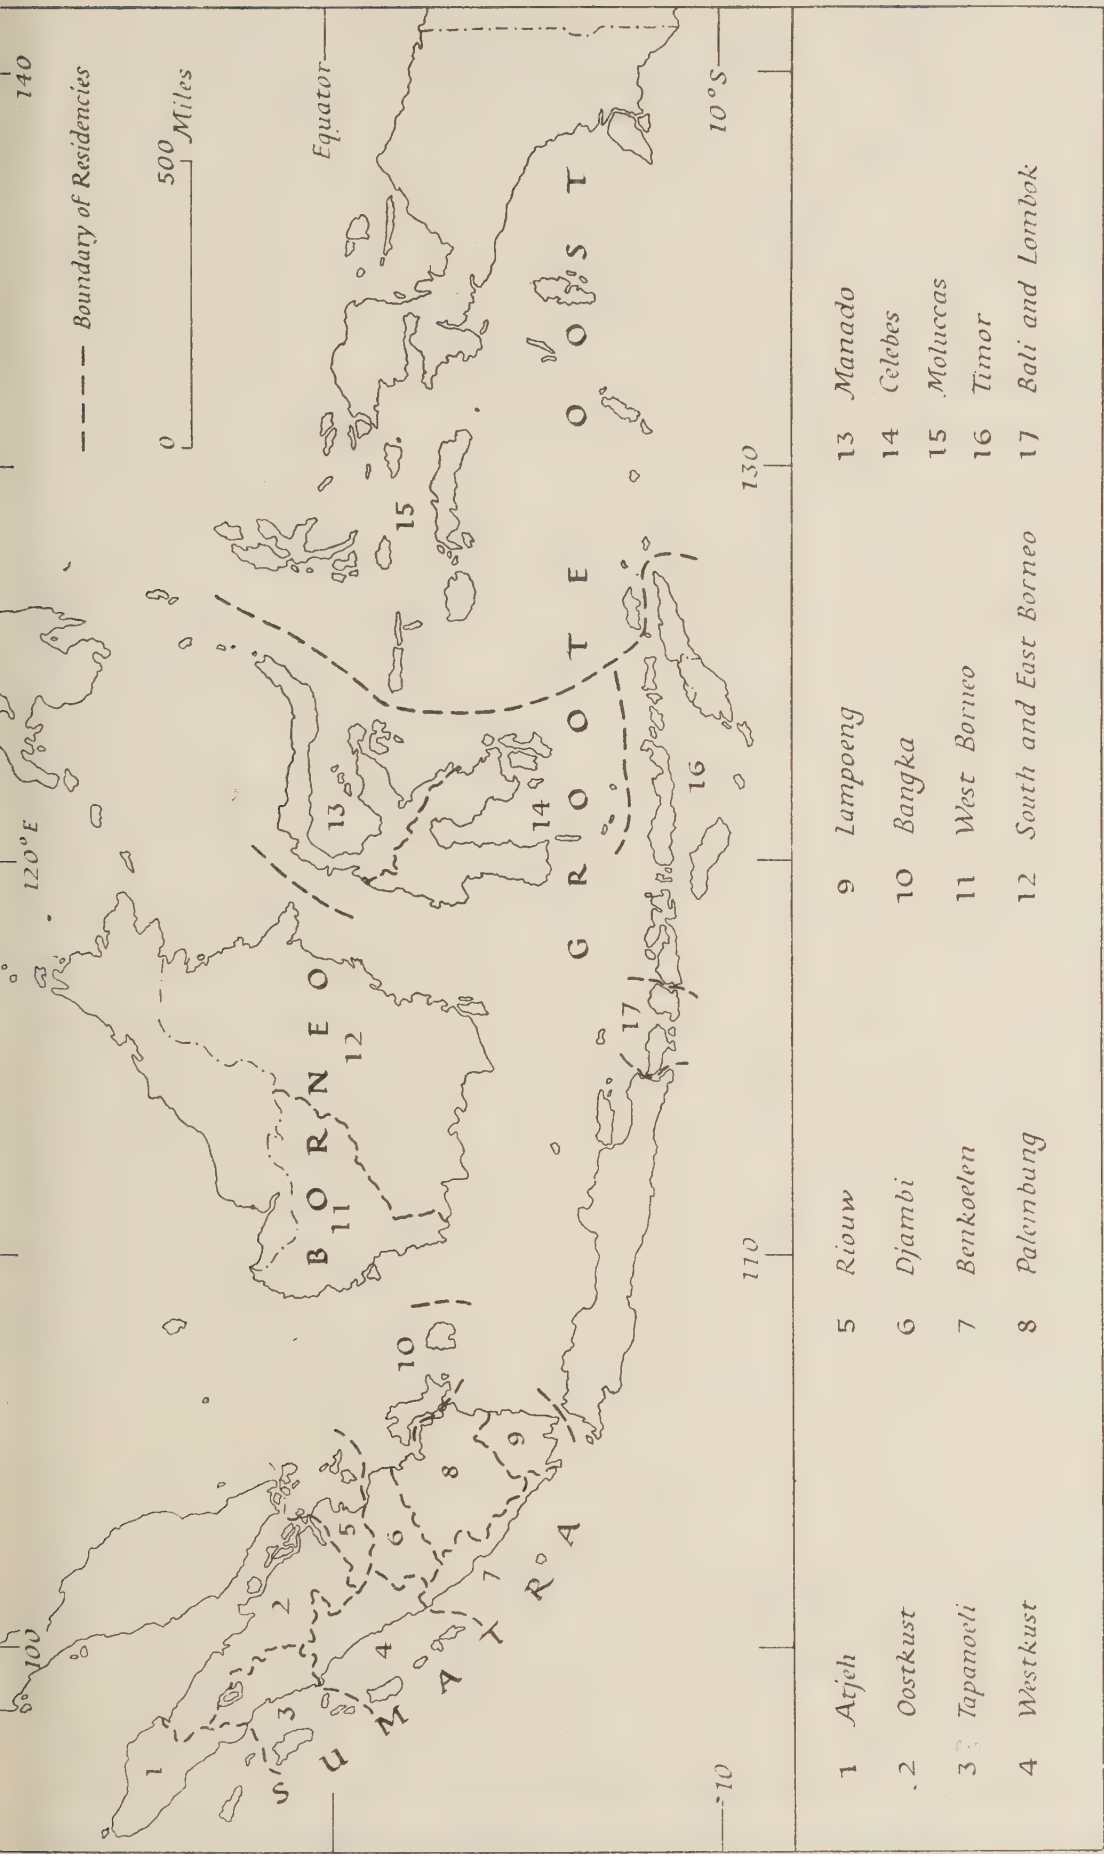 100
120°E
140
--- Boundary of Residencies
0 500 Miles
Equator
10°S
10
110
130
SUMATRA
BORNEO
GROOTE OOST
1
2
3
4
5
6
7
8
9
10
11
12
13
14
15
16
17
1 Atjeh
2 Oostkust
3 Tapanoeli
4 Westkust
5 Riouw
6 Djambi
7 Benkoelen
8 Palembung
9 Lampoeng
10 Bangka
11 West Borneo
12 South and East Borneo
13 Manado
14 Celebes
15 Moluccas
16 Timor
17 Bali and Lombok